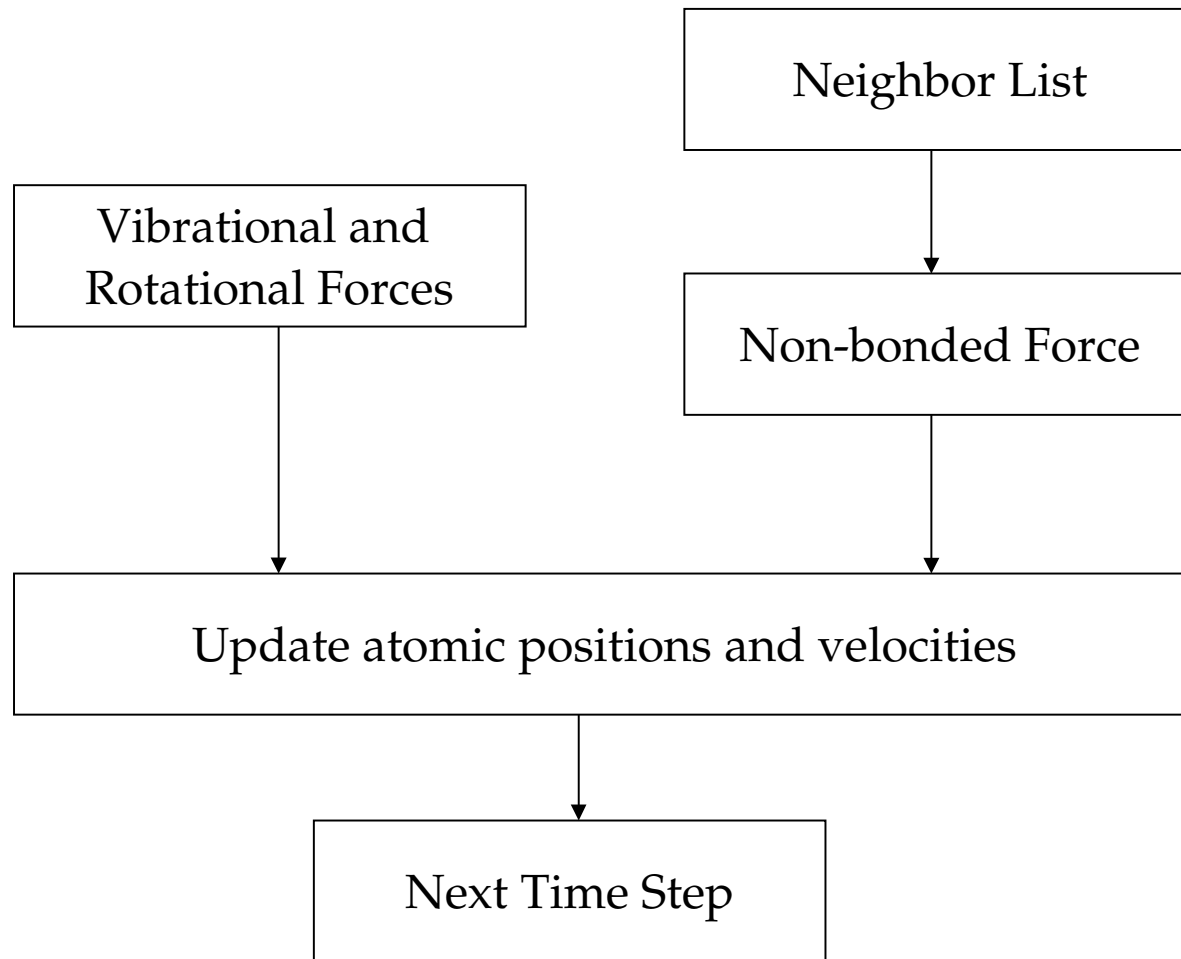 Neighbor List
Vibrational and
Rotational Forces
Non-bonded Force
Update atomic positions and velocities
Next Time Step